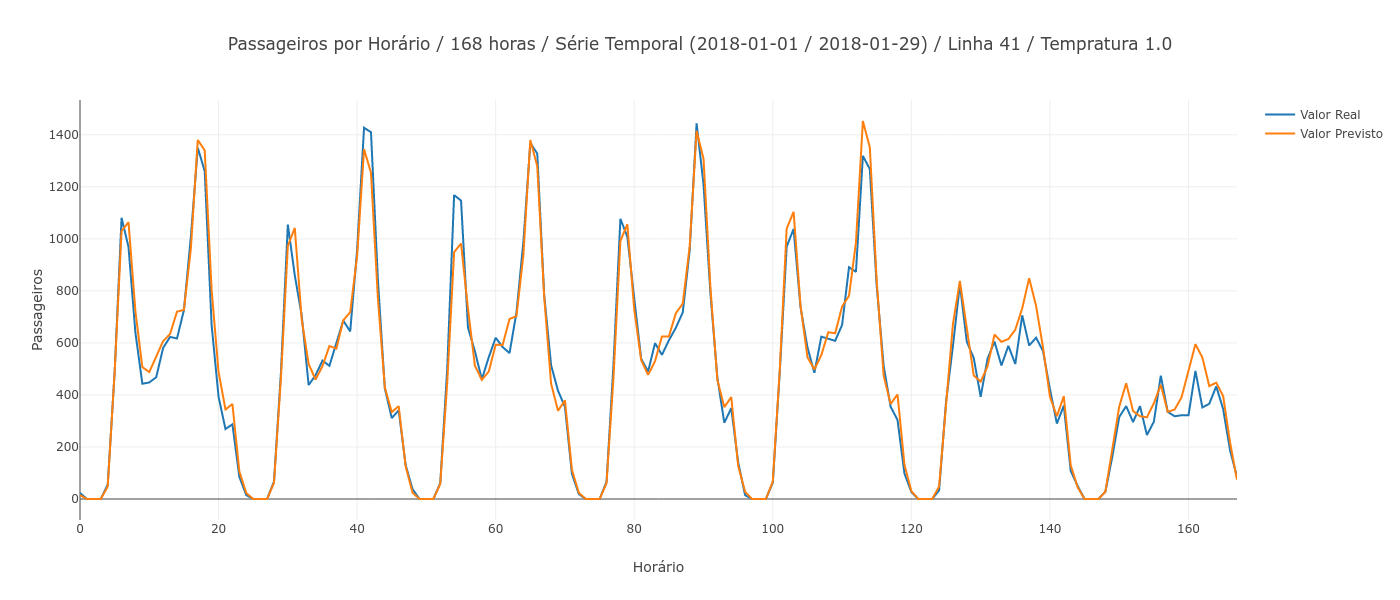 Passageiros por Horário / 168 horas / Série Temporal (2018-01-01 / 2018-01-29) / Linha 41 / Tempratura 1.0
Valor Real
Valor Previsto
1400
1200
1000
800
600
400
200
0
Passageiros
0 20 40 60 80 100 120 140 160
Horário